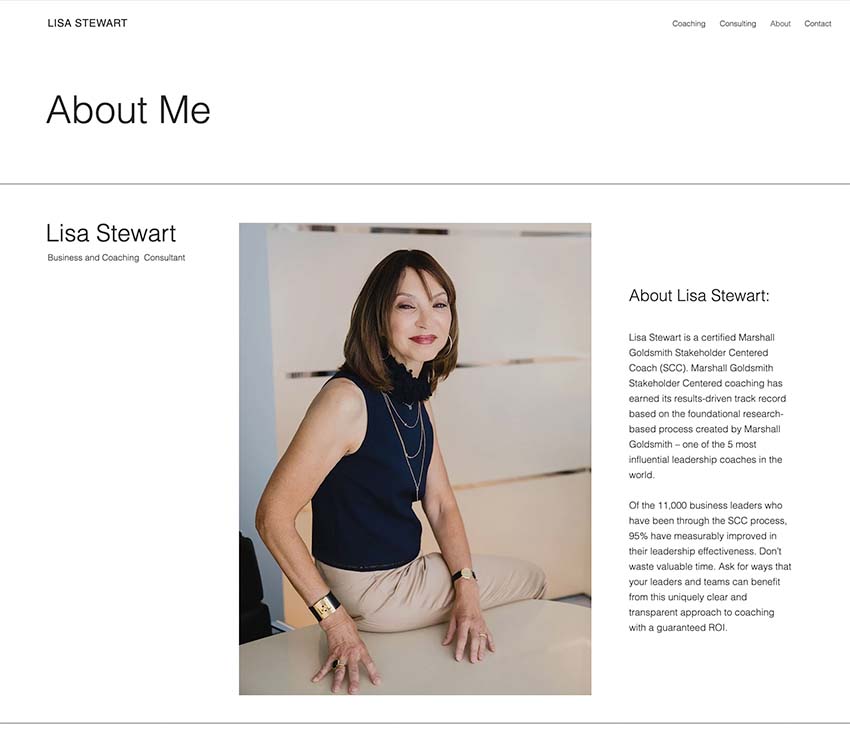 LISA STEWART
Coaching Consulting About Contact
About Me
Lisa Stewart
Business and Coaching  Consultant
About Lisa Stewart:
Lisa Stewart is a certified Marshall
Goldsmith Stakeholder Centered
Coach (SCC). Marshall Goldsmith
Stakeholder Centered coaching has
earned its results-driven track record
based on the foundational research-
based process created by Marshall
Goldsmith – one of the 5 most
influential leadership coaches in the
world.
Of the 11,000 business leaders who
have been through the SCC process,
95% have measurably improved in
their leadership effectiveness. Don't
waste valuable time. Ask for ways that
your leaders and teams can benefit
from this uniquely clear and
transparent approach to coaching
with a guaranteed ROI.